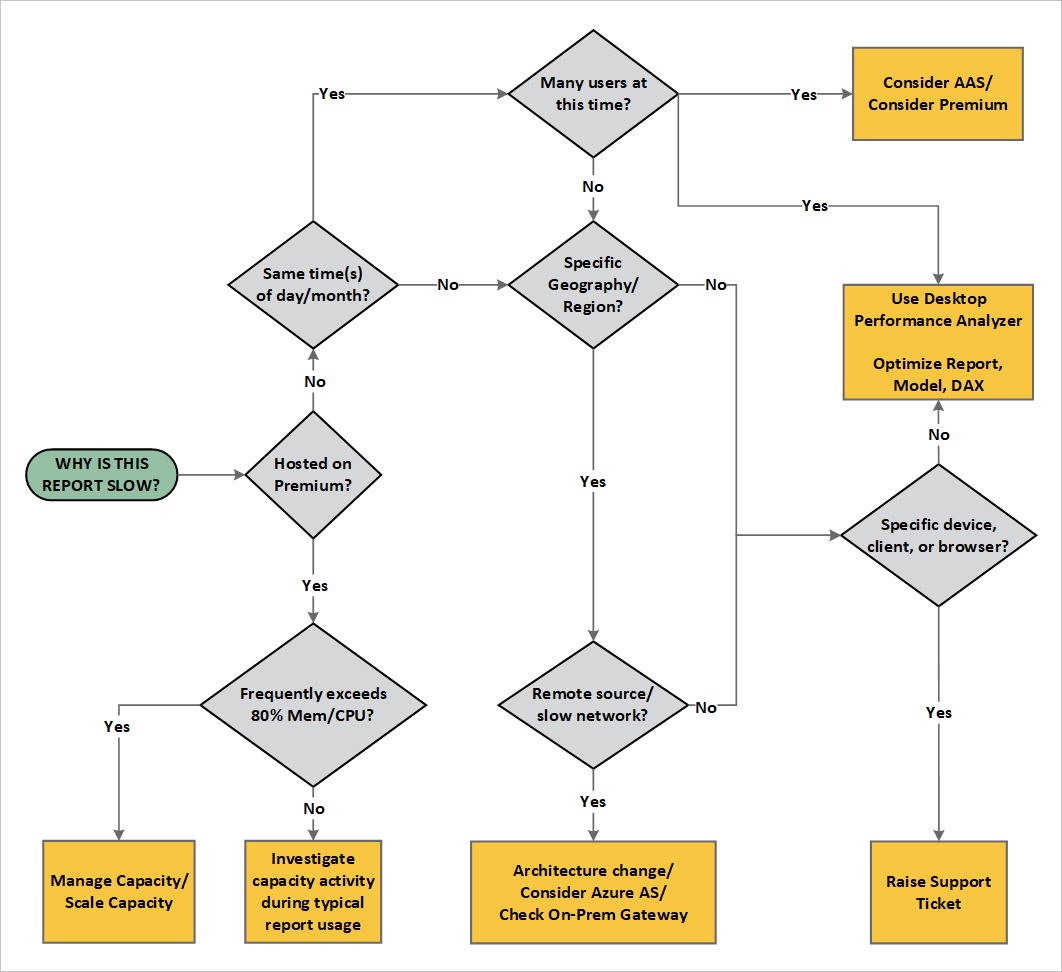 Yes
Many users at
this time?
Yes
Consider AAS/
Consider Premium
No
Yes
Same time(s)
of day/month?
No
Specific
Geography/
Region?
No
Use Desktop
Performance Analyzer
Optimize Report,
Model, DAX
No
No
WHY IS THIS
REPORT SLOW?
Hosted on
Premium?
Yes
Specific device,
client, or browser?
Yes
Frequently exceeds
80% Mem/CPU?
Remote source/
slow network?
No
Yes
Yes
No
Yes
Manage Capacity/
Scale Capacity
Investigate
capacity activity
during typical
report usage
Architecture change/
Consider Azure AS/
Check On-Prem Gateway
Raise Support
Ticket